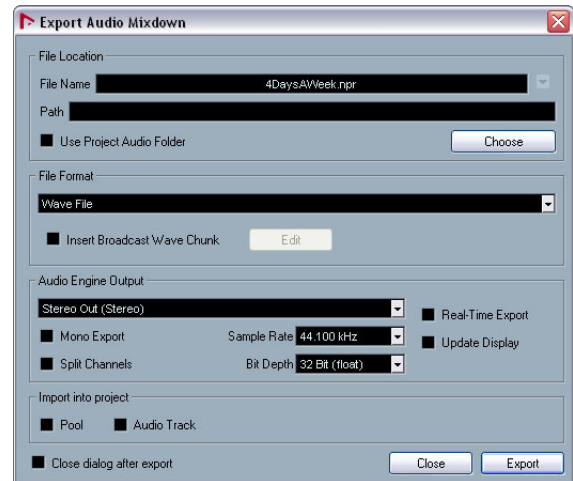 Export Audio Mixdown
File Location
File Name 4DaysAWeek.npr
Path
Use Project Audio Folder Choose
File Format
Wave File
Insert Broadcast Wave Chunk Edit
Audio Engine Output
Stereo Out (Stereo) Real-Time Export
Mono Export Sample Rate 44.100 kHz
Update Display
Split Channels Bit Depth 32 Bit (float)
Import into project
Pool Audio Track
Close dialog after export Close Export